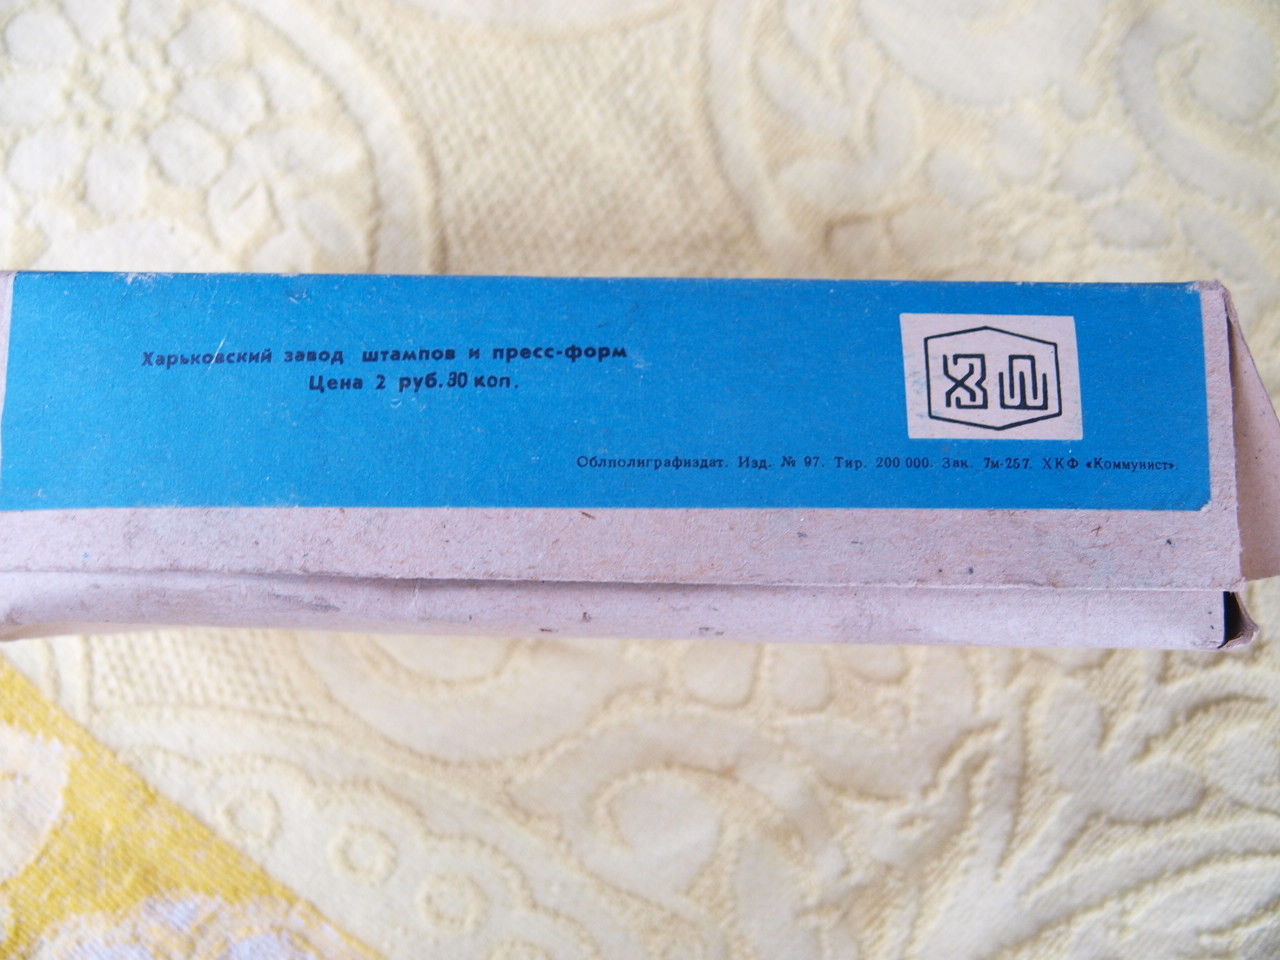 Харьковский завод штампов и пресс-форм
Цена 2 руб. 30 коп.
ХЗШ
Облполиграфиздат. Изд. № 97. Тир. 200 000. Зак. 7м-257. ХКФ «Коммунист».